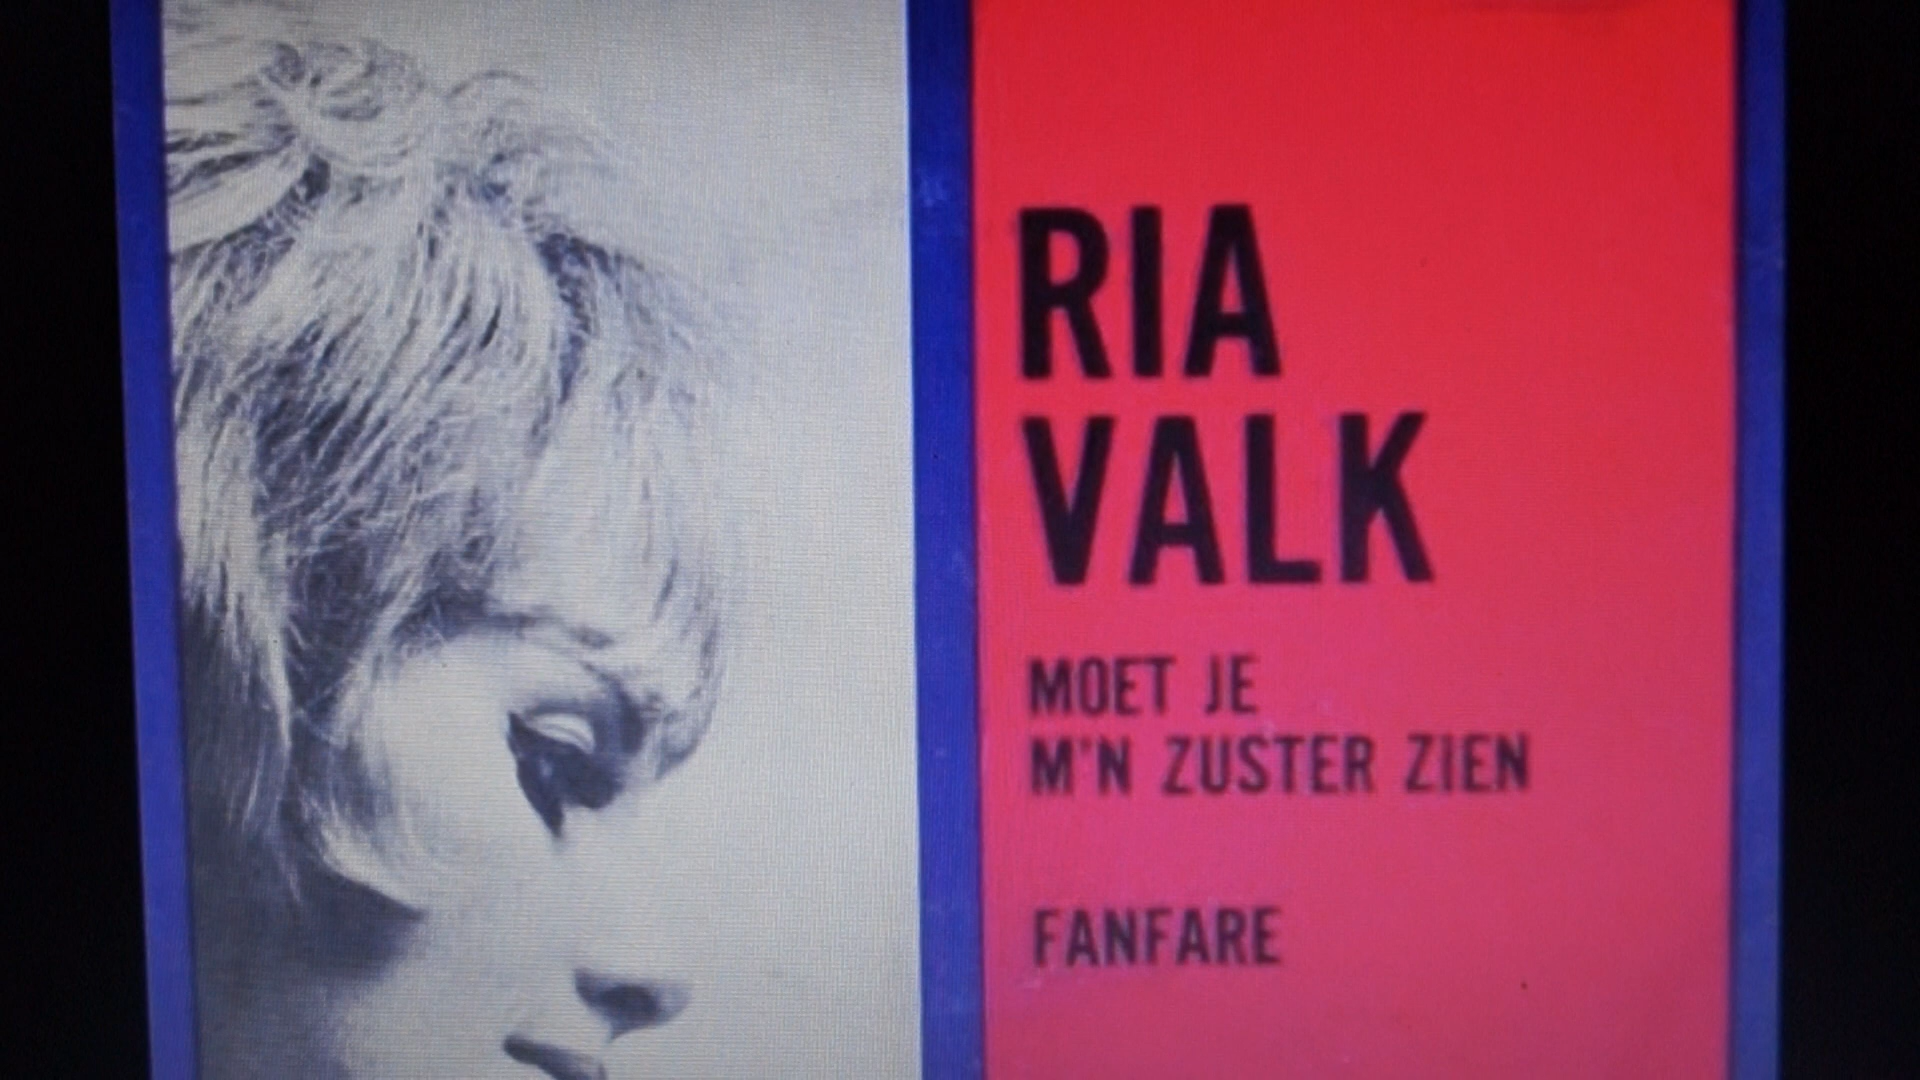 RIA
VALK
MOET JE
M'N ZUSTER ZIEN
FANFARE